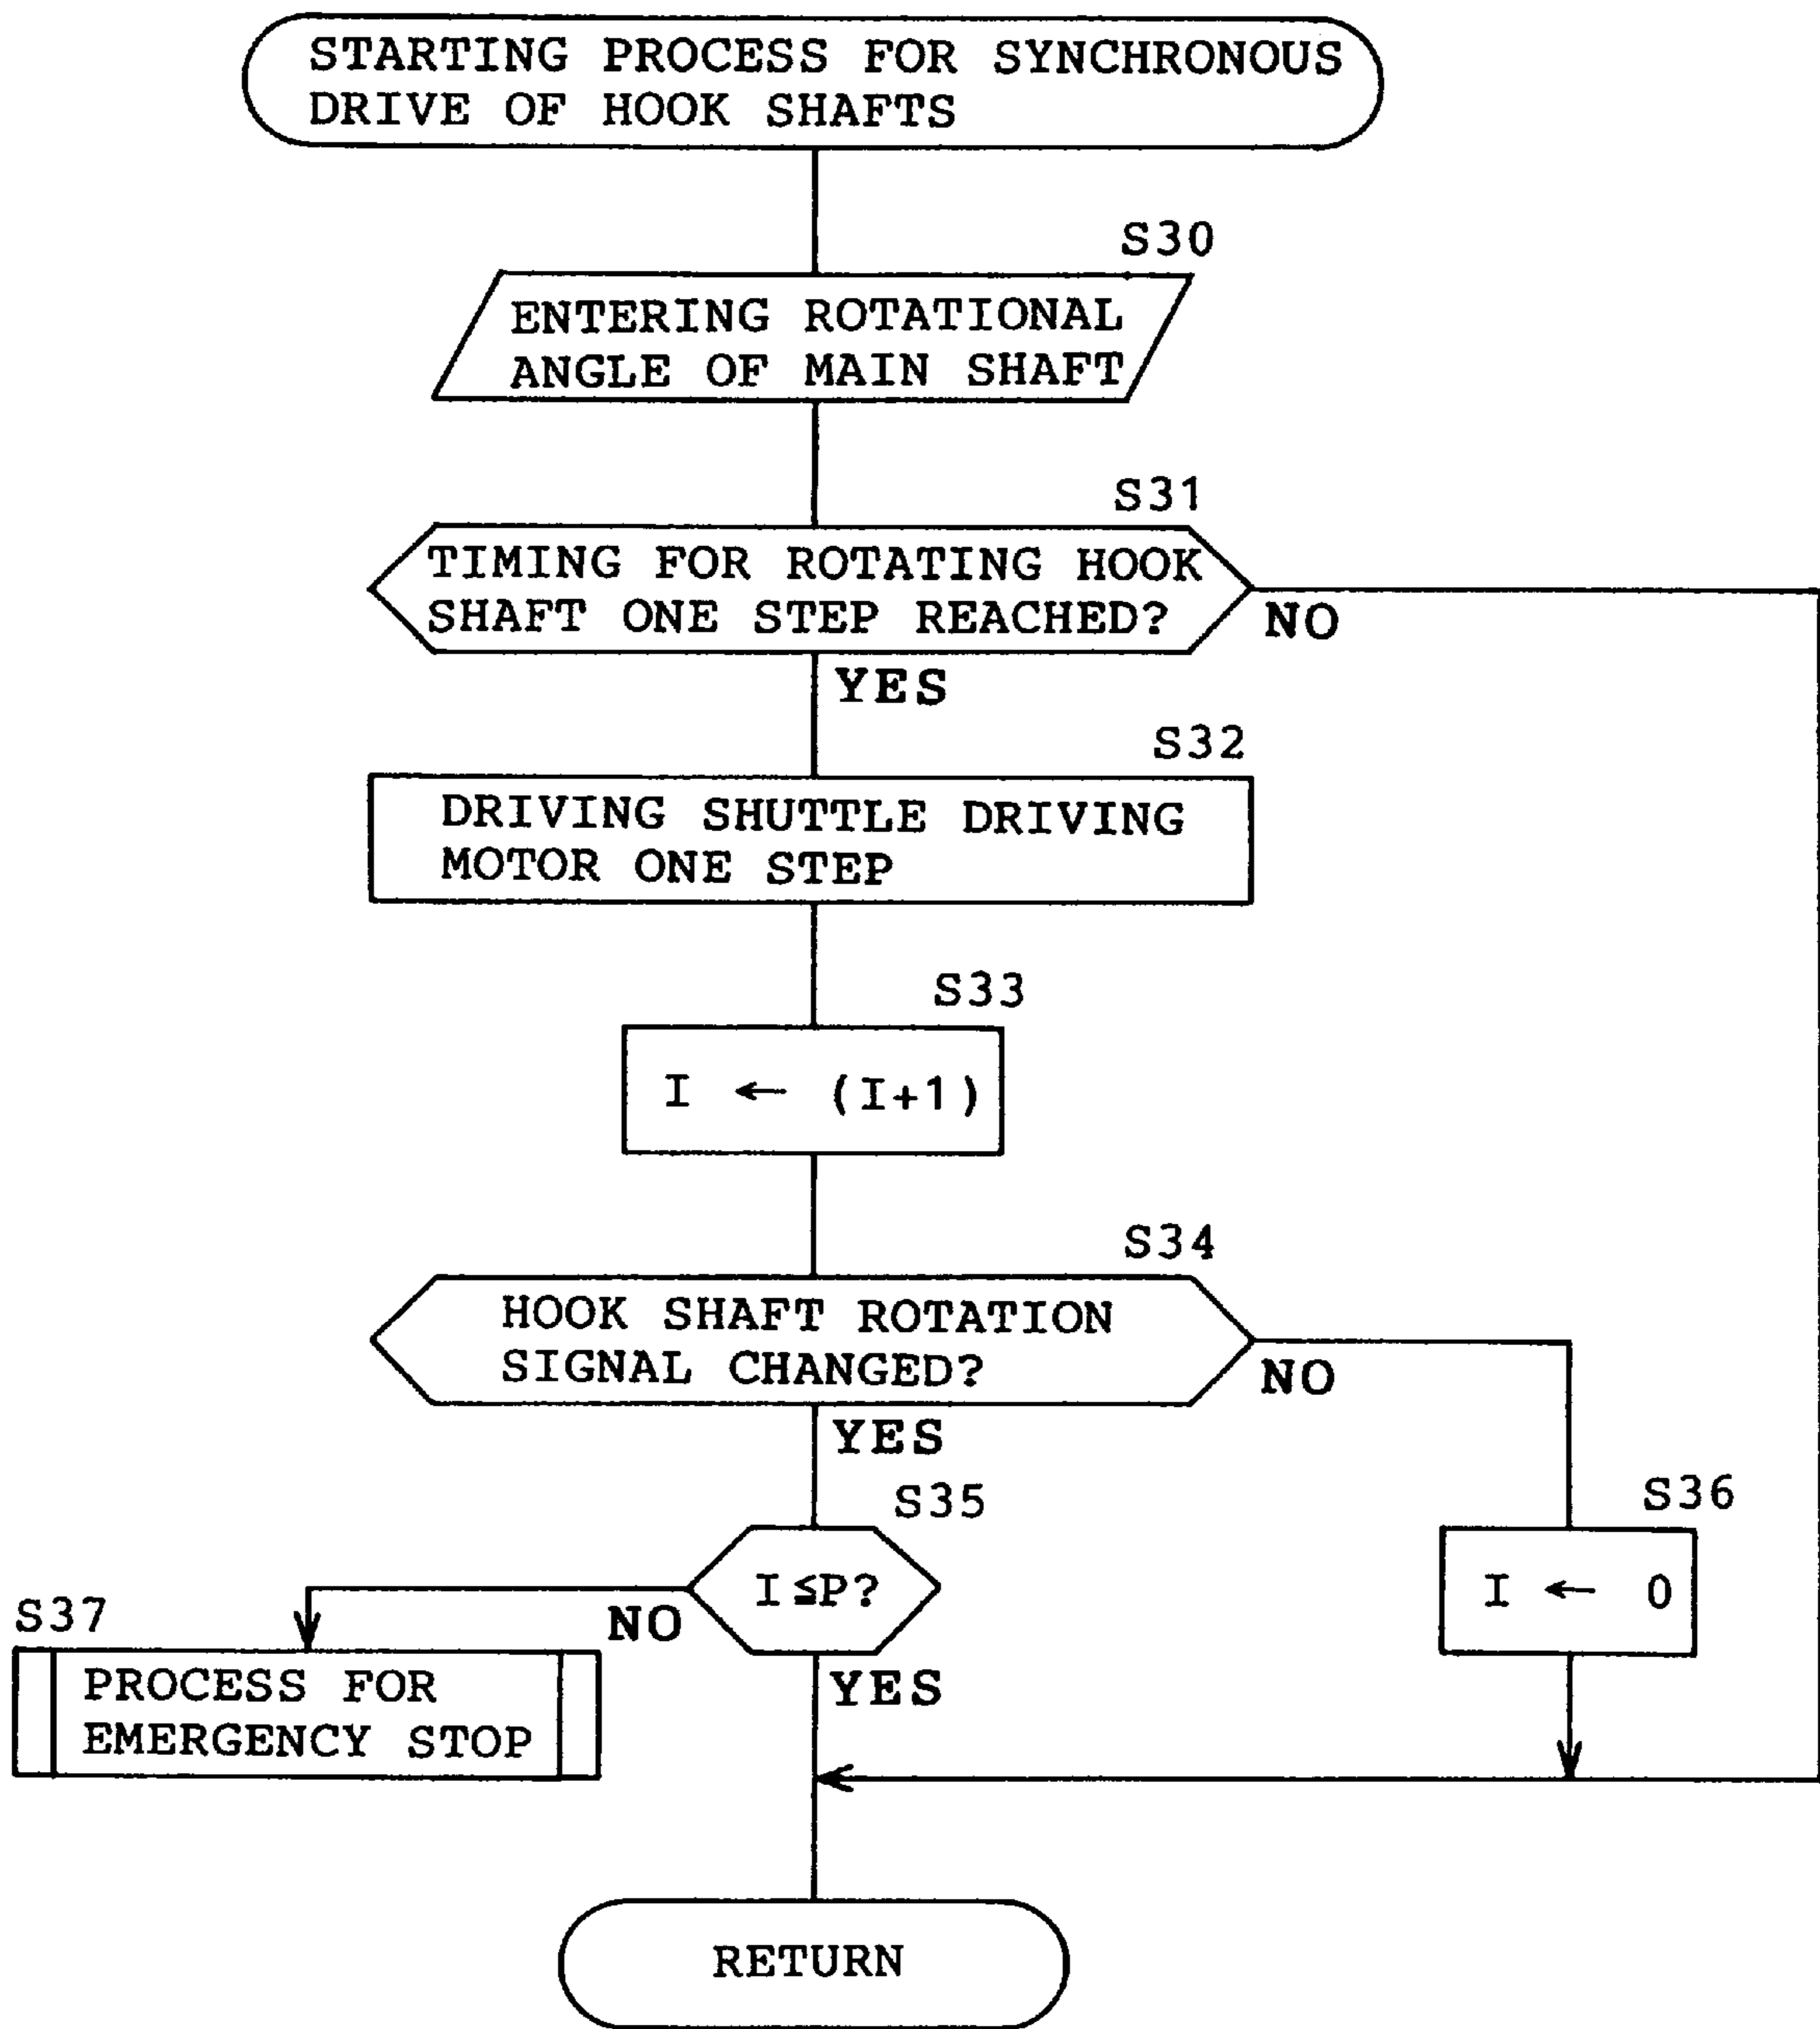 STARTING PROCESS FOR SYNCHRONOUS
DRIVE OF HOOK SHAFTS
S30
ENTERING ROTATIONAL
ANGLE OF MAIN SHAFT
S31
TIMING FOR ROTATING HOOK
SHAFT ONE STEP REACHED?
NO
YES
S32
DRIVING SHUTTLE DRIVING
MOTOR ONE STEP
S33
I ← (I+1)
S34
HOOK SHAFT ROTATION
SIGNAL CHANGED?
NO
YES
S35
S36
I≦P?
I ← 0
NO
S37
YES
PROCESS FOR
EMERGENCY STOP
RETURN